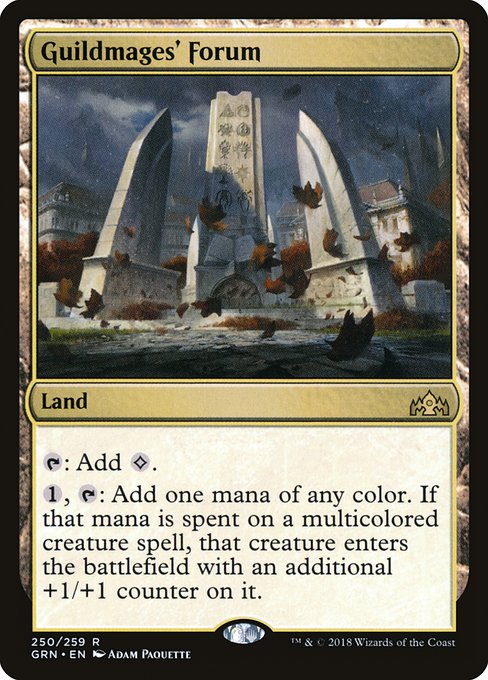 Guildmages' Forum
Land
: Add .
1, : Add one mana of any color. If
that mana is spent on a multicolored
creature spell, that creature enters
the battlefield with an additional
+1/+1 counter on it.
250/259 R
GRN • EN Adam Paquette
™ & © 2018 Wizards of the Coast